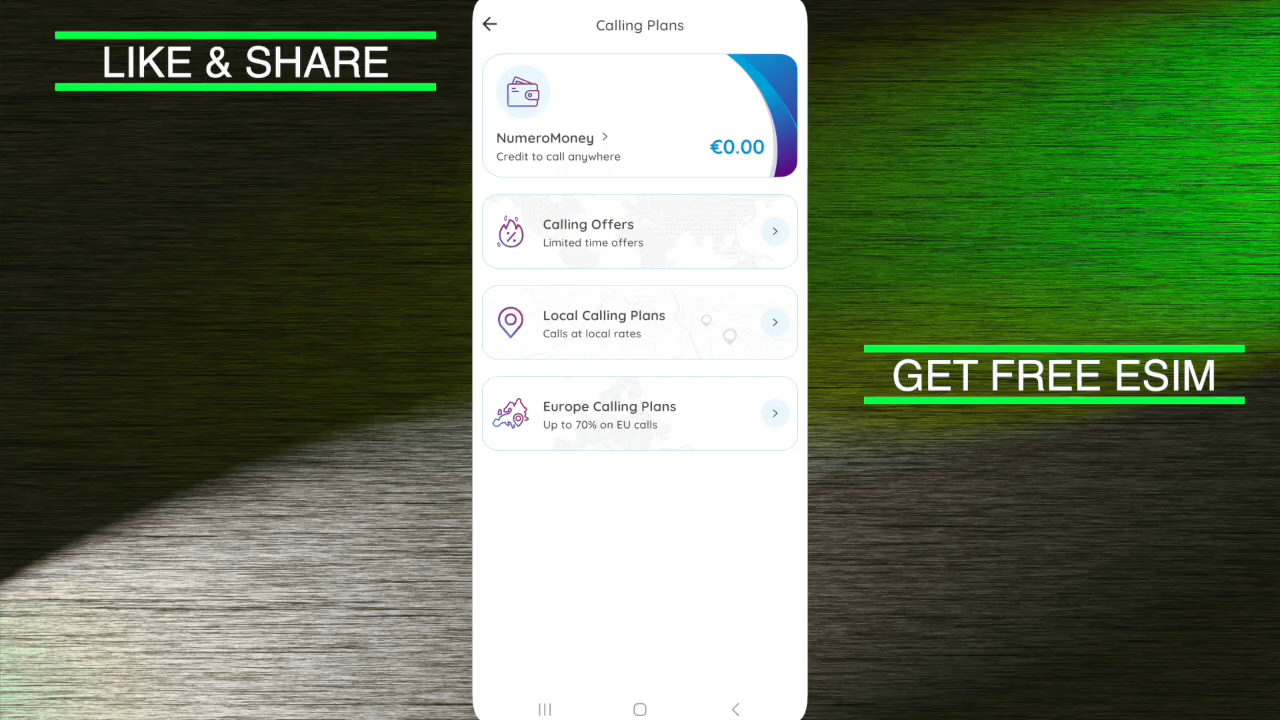 LIKE & SHARE
Calling Plans
NumeroMoney
Credit to call anywhere
€0.00
Calling Offers
Limited time offers
Local Calling Plans
Calls at local rates
Europe Calling Plans
Up to 70% on EU calls
GET FREE ESIM